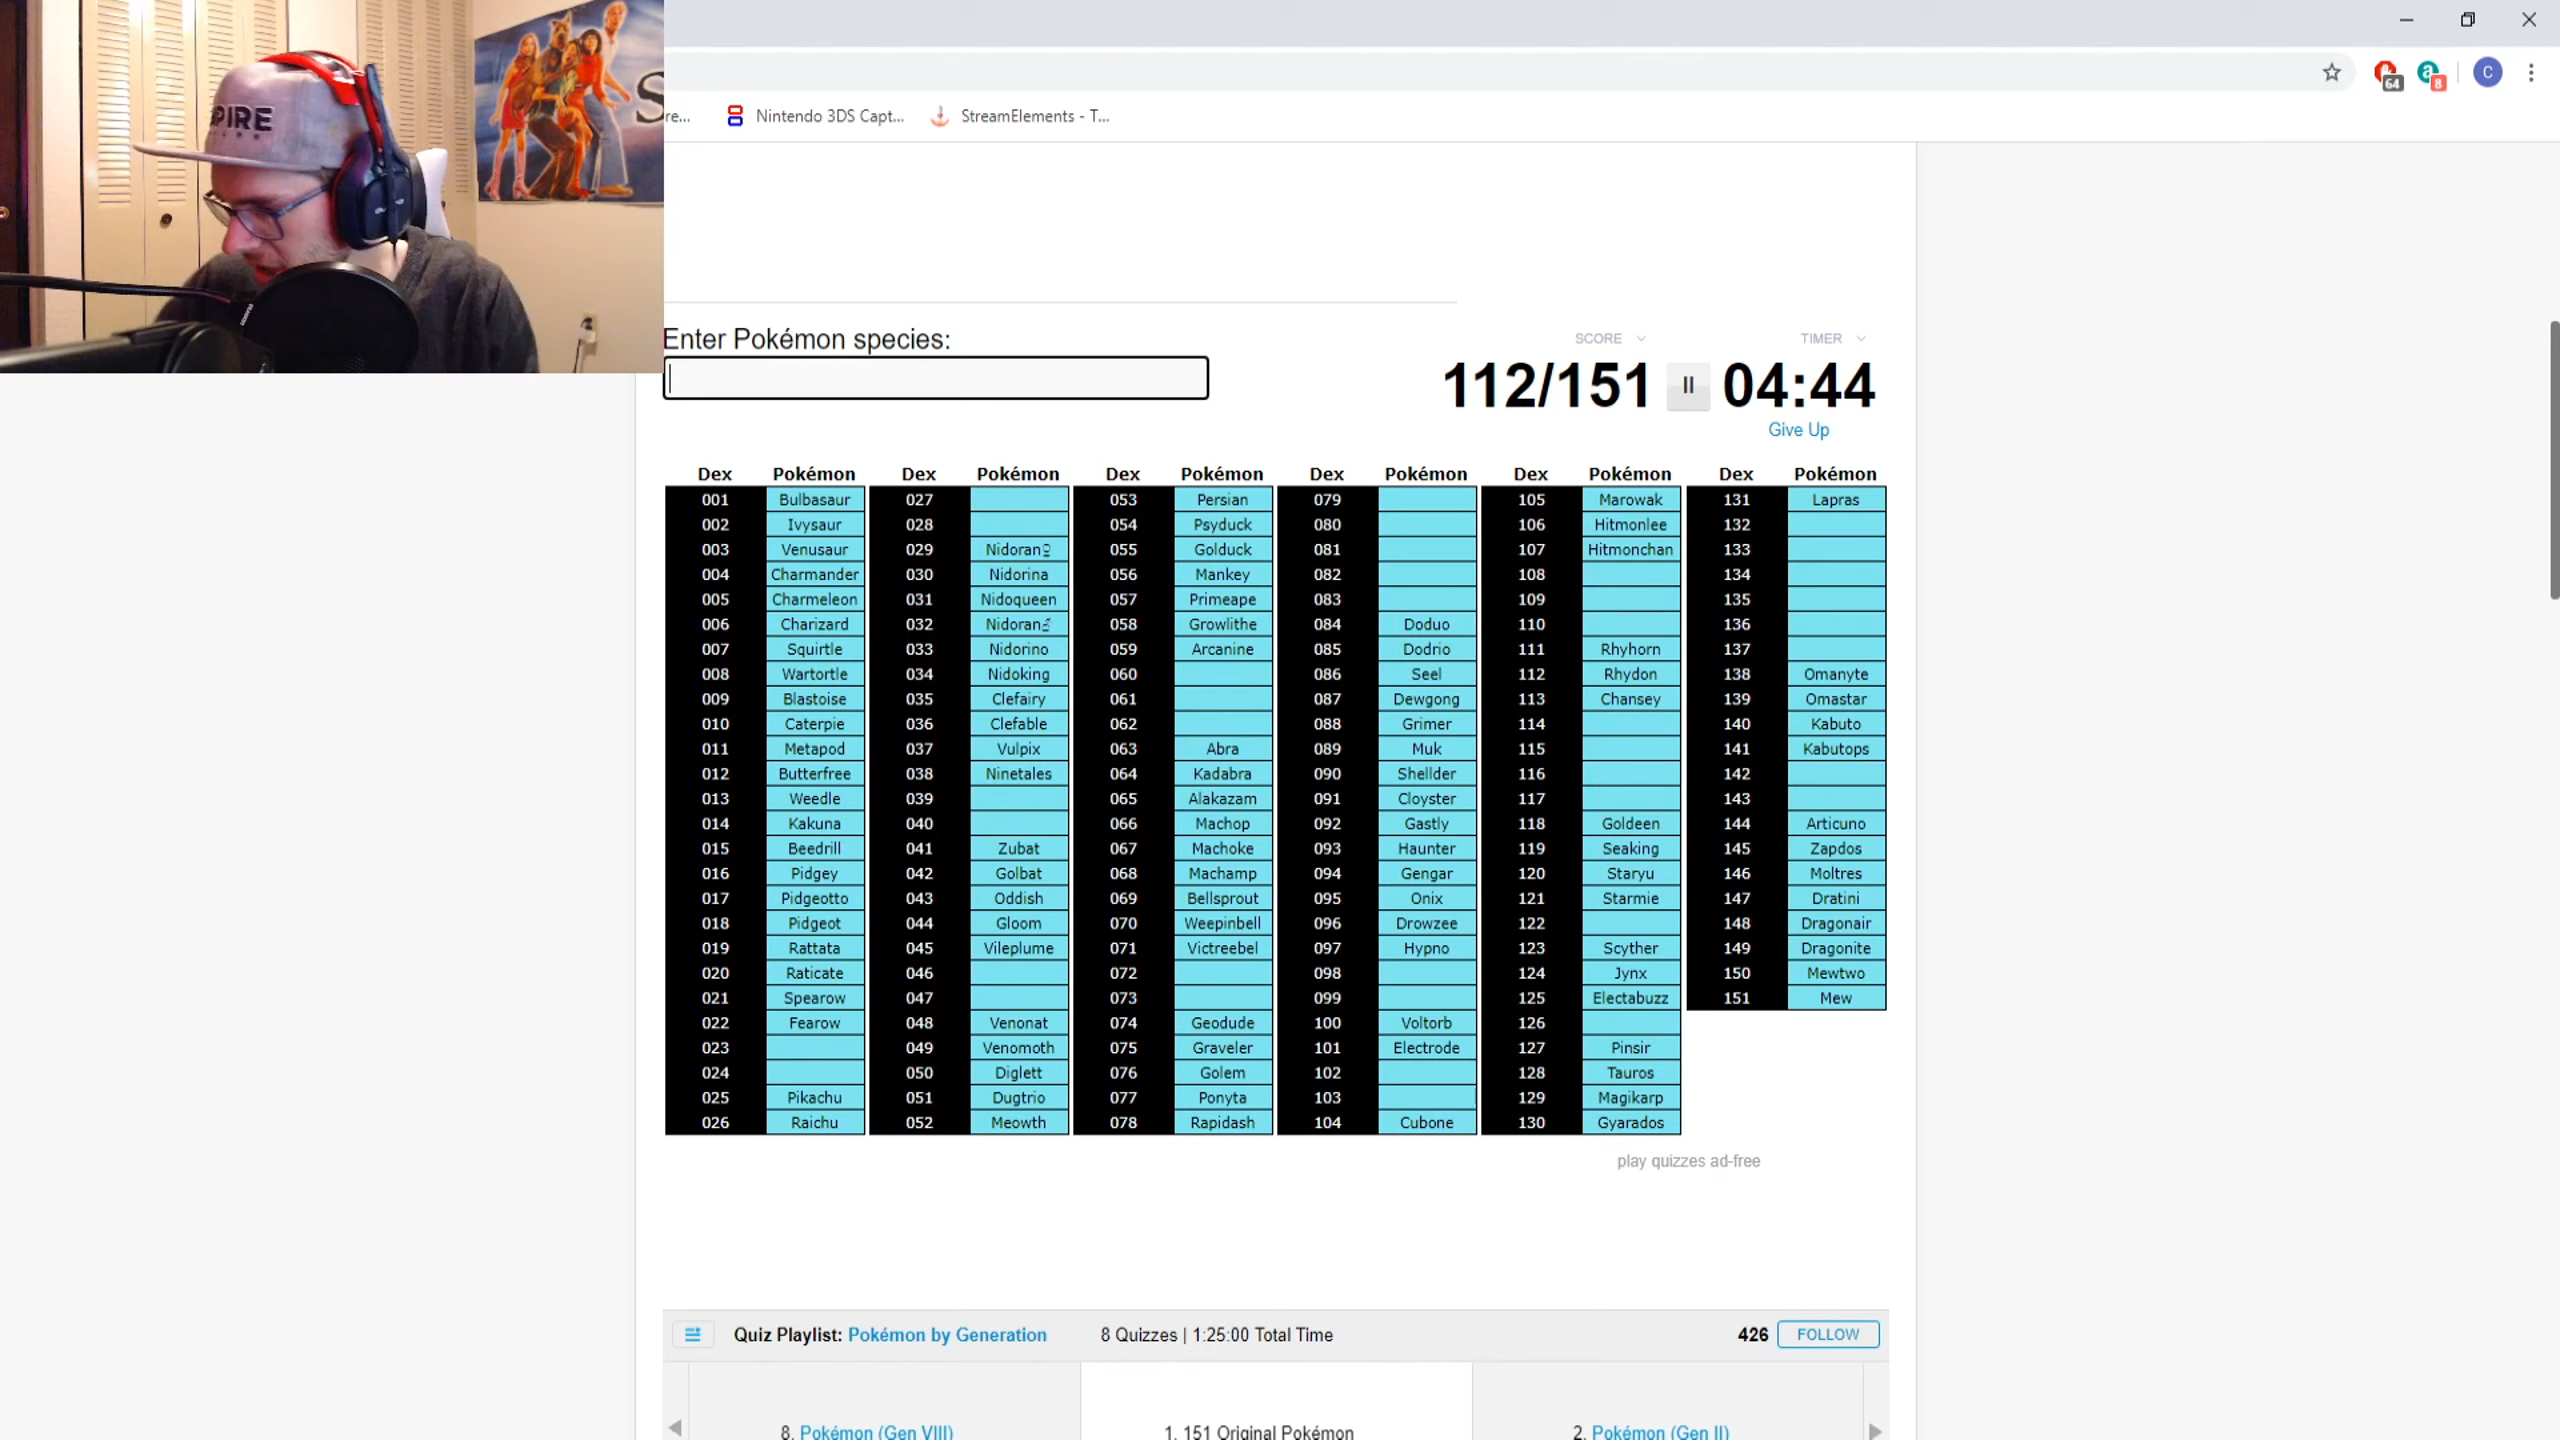 PIRE
S
re...
Nintendo 3DS Capt...
StreamElements - T...
64
8
C
Enter Pokémon species:
SCORE
TIMER
112/151
04:44
Give Up
Dex Pokémon Dex Pokémon Dex Pokémon Dex Pokémon Dex Pokémon Dex Pokémon
001 Bulbasaur 027 053 Persian 079 105 Marowak 131 Lapras
002 Ivysaur 028 054 Psyduck 080 106 Hitmonlee 132
003 Venusaur 029 Nidoran♀ 055 Golduck 081 107 Hitmonchan 133
004 Charmander 030 Nidorina 056 Mankey 082 108 134
005 Charmeleon 031 Nidoqueen 057 Primeape 083 109 135
006 Charizard 032 Nidoran♂ 058 Growlithe 084 Doduo 110 136
007 Squirtle 033 Nidorino 059 Arcanine 085 Dodrio 111 Rhyhorn 137
008 Wartortle 034 Nidoking 060 086 Seel 112 Rhydon 138 Omanyte
009 Blastoise 035 Clefairy 061 087 Dewgong 113 Chansey 139 Omastar
010 Caterpie 036 Clefable 062 088 Grimer 114 140 Kabuto
011 Metapod 037 Vulpix 063 Abra 089 Muk 115 141 Kabutops
012 Butterfree 038 Ninetales 064 Kadabra 090 Shellder 116 142
013 Weedle 039 065 Alakazam 091 Cloyster 117 143
014 Kakuna 040 066 Machop 092 Gastly 118 Goldeen 144 Articuno
015 Beedrill 041 Zubat 067 Machoke 093 Haunter 119 Seaking 145 Zapdos
016 Pidgey 042 Golbat 068 Machamp 094 Gengar 120 Staryu 146 Moltres
017 Pidgeotto 043 Oddish 069 Bellsprout 095 Onix 121 Starmie 147 Dratini
018 Pidgeot 044 Gloom 070 Weepinbell 096 Drowzee 122 148 Dragonair
019 Rattata 045 Vileplume 071 Victreebel 097 Hypno 123 Scyther 149 Dragonite
020 Raticate 046 072 098 124 Jynx 150 Mewtwo
021 Spearow 047 073 099 125 Electabuzz 151 Mew
022 Fearow 048 Venonat 074 Geodude 100 Voltorb 126
023 049 Venomoth 075 Graveler 101 Electrode 127 Pinsir
024 050 Diglett 076 Golem 102 128 Tauros
025 Pikachu 051 Dugtrio 077 Ponyta 103 129 Magikarp
026 Raichu 052 Meowth 078 Rapidash 104 Cubone 130 Gyarados
play quizzes ad-free
Quiz Playlist: Pokémon by Generation 8 Quizzes | 1:25:00 Total Time 426 FOLLOW
8. Pokémon (Gen VIII) 1. 151 Original Pokémon 2. Pokémon (Gen II)